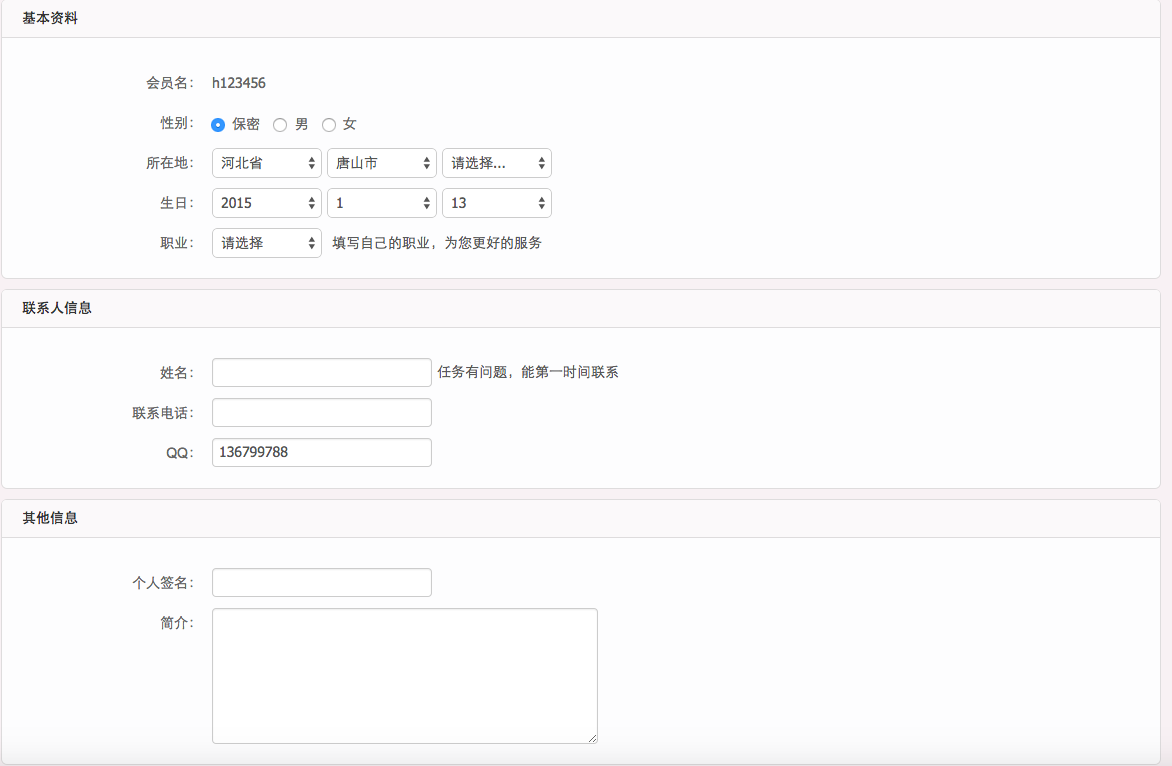 基本资料
会员名： h123456
性别： 保密 男 女
所在地： 河北省 唐山市 请选择...
生日： 2015 1 13
职业： 请选择 填写自己的职业，为您更好的服务
联系人信息
姓名： 任务有问题，能第一时间联系
联系电话：
QQ： 136799788
其他信息
个人签名：
简介：